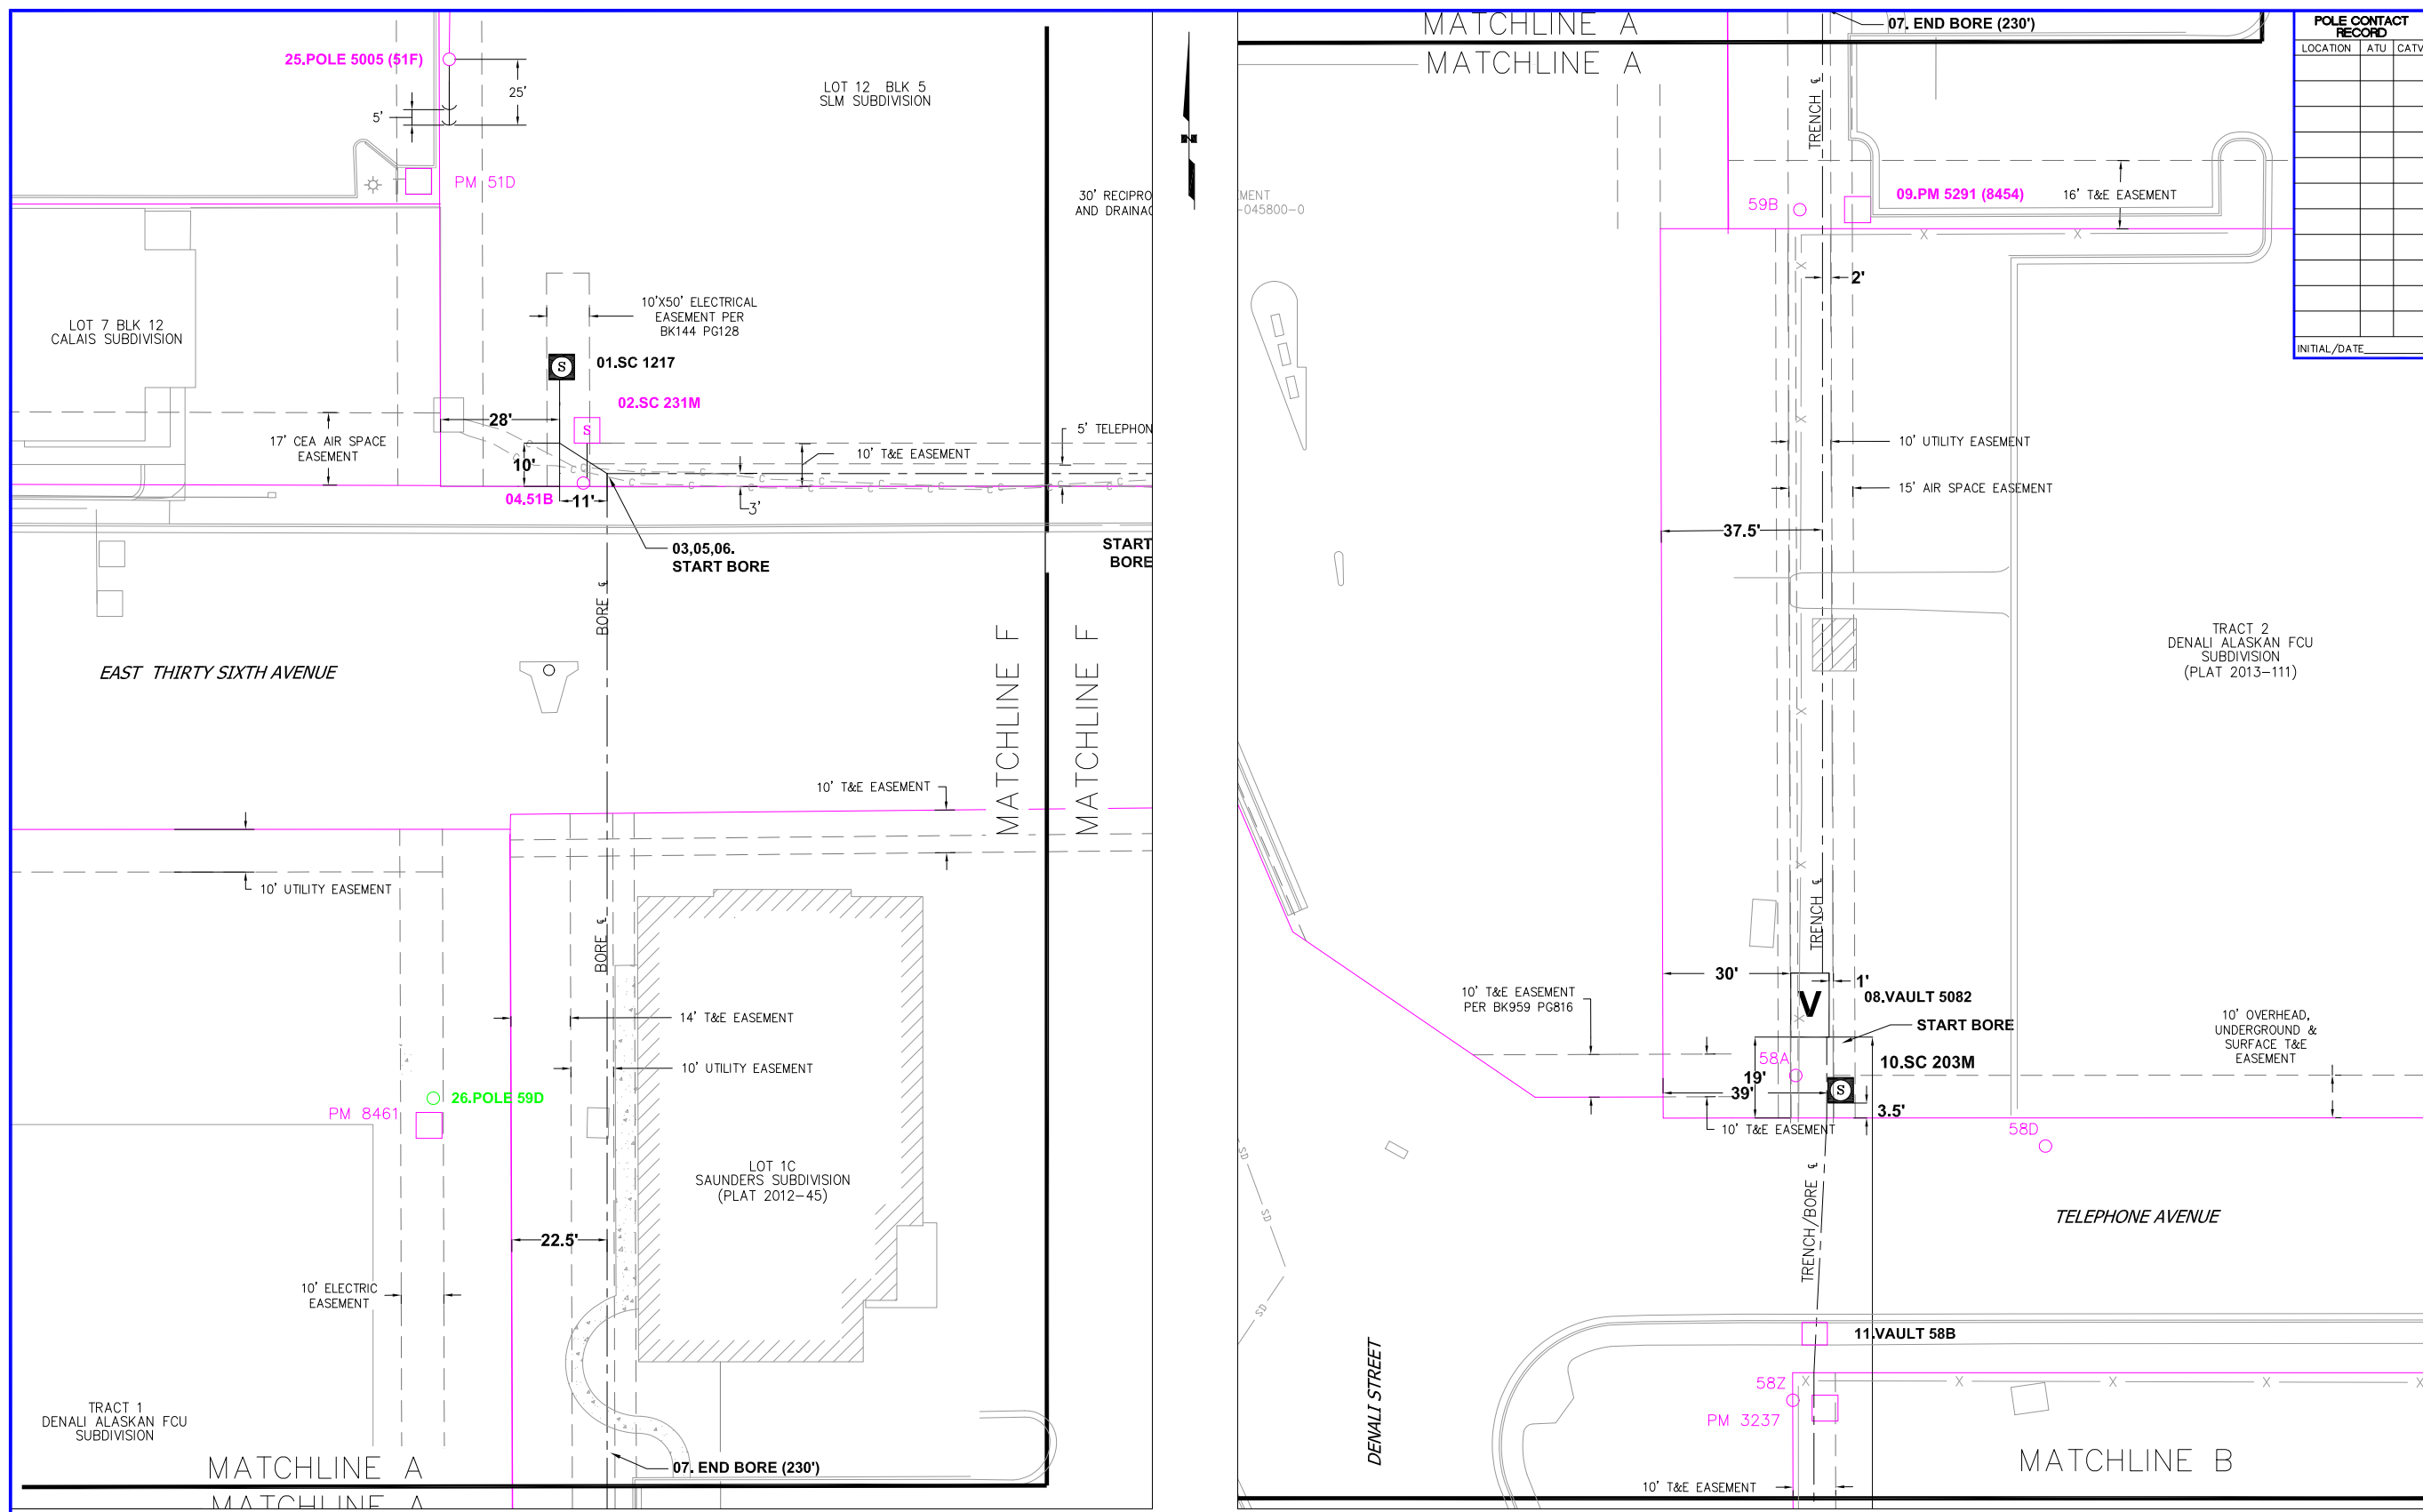 25.POLE 5005 (51F)
25'
5'
PM 51D
LOT 12 BLK 5
SLM SUBDIVISION
30' RECIPRO
AND DRAINAG
LOT 7 BLK 12
CALAIS SUBDIVISION
10'X50' ELECTRICAL
EASEMENT PER
BK144 PG128
S
01.SC 1217
02.SC 231M
S
28'
17' CEA AIR SPACE
EASEMENT
10'
10' T&E EASEMENT
5' TELEPHON
04.51B
11'
3'
C C C C C C C C C C C C C C C
03,05,06.
START BORE
START
BORE
BORE ℄
EAST THIRTY SIXTH AVENUE
MATCHLINE F
MATCHLINE F
10' T&E EASEMENT
10' UTILITY EASEMENT
BORE ℄
14' T&E EASEMENT
10' UTILITY EASEMENT
26.POLE 59D
PM 8461
LOT 1C
SAUNDERS SUBDIVISION
(PLAT 2012-45)
22.5'
10' ELECTRIC
EASEMENT
TRACT 1
DENALI ALASKAN FCU
SUBDIVISION
MATCHLINE A
07. END BORE (230')
MATCHLINE A
N
MATCHLINE A
07. END BORE (230')
MATCHLINE A
POLE CONTACT
RECORD
LOCATION ATU CATV
INITIAL/DATE
TRENCH ℄
EMENT
-045800-0
59B
09.PM 5291 (8454)
16' T&E EASEMENT
X X X
2'
X
10' UTILITY EASEMENT
15' AIR SPACE EASEMENT
37.5'
TRACT 2
DENALI ALASKAN FCU
SUBDIVISION
(PLAT 2013-111)
X
X
TRENCH ℄
30'
1'
10' T&E EASEMENT
PER BK959 PG816
V
X
08.VAULT 5082
START BORE
10' OVERHEAD,
UNDERGROUND &
SURFACE T&E
EASEMENT
58A
10.SC 203M
19'
S
39'
3.5'
10' T&E EASEMENT
58D
SD
SD
SD
TRENCH/BORE ℄
TELEPHONE AVENUE
11.VAULT 58B
DENALI STREET
58Z
X X X X X
PM 3237
MATCHLINE B
10' T&E EASEMENT